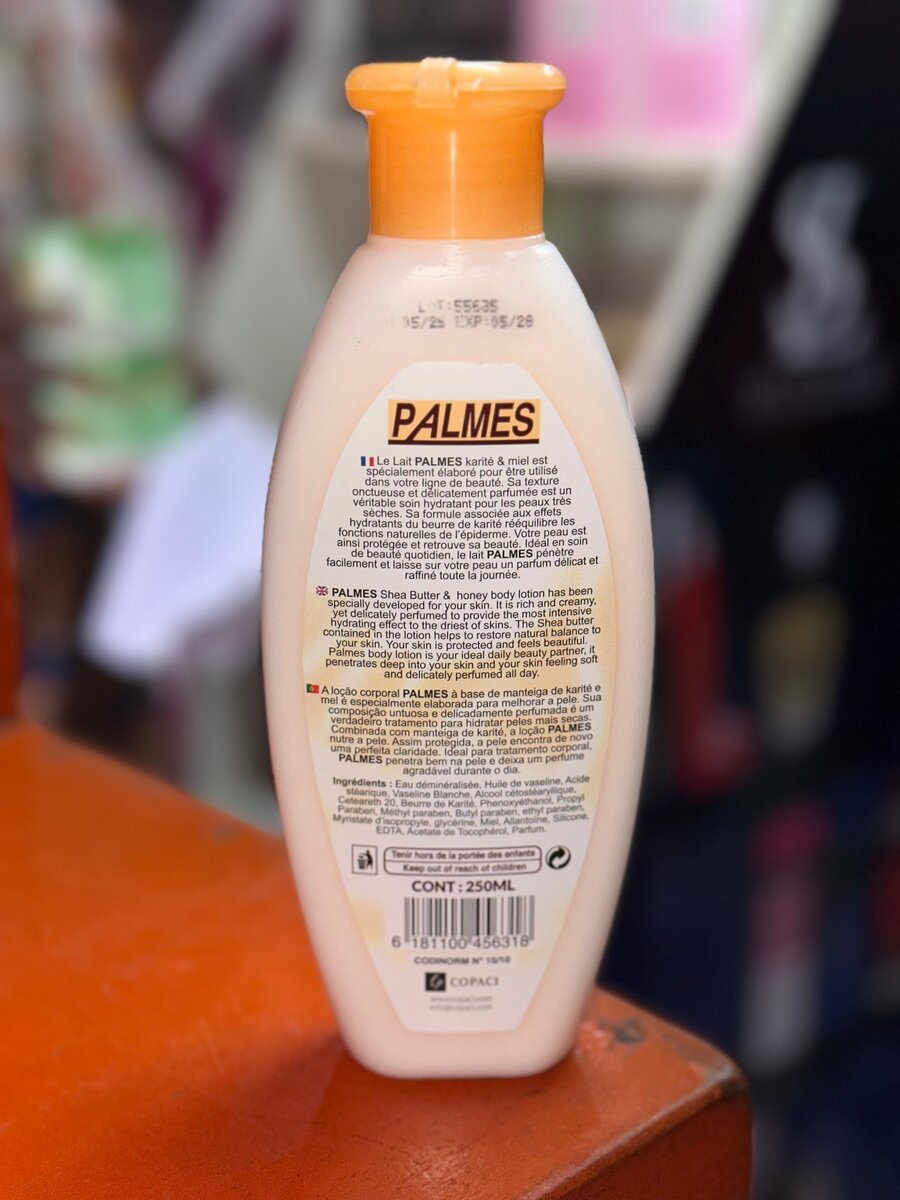 LOT:55635
05/25 EXP:05/28
PALMES
Le Lait PALMES karité & miel est
spécialement élaboré pour être utilisé
dans votre ligne de beauté. Sa texture
onctueuse et délicatement parfumée est un
véritable soin hydratant pour les peaux très
sèches. Sa formule associée aux effets
hydratants du beurre de karité rééquilibre les
fonctions naturelles de l'épiderme. Votre peau est
ainsi protégée et retrouve sa beauté. Idéal en soin
de beauté quotidien, le lait PALMES pénètre
facilement et laisse sur votre peau un parfum délicat et
raffiné toute la journée.
PALMES Shea Butter & honey body lotion has been
specially developed for your skin. It is rich and creamy,
yet delicately perfumed to provide the most intensive
hydrating effect to the driest of skins. The Shea butter
contained in the lotion helps to restore natural balance to
your skin. Your skin is protected and feels beautiful.
Palmes body lotion is your ideal daily beauty partner, it
penetrates deep into your skin and your skin feeling soft
and delicately perfumed all day.
A loção corporal PALMES à base de manteiga de karité e
mel é especialmente elaborada para melhorar a pele. Sua
composição untuosa e delicadamente perfumada é um
verdadeiro tratamento para hidratar peles mais secas.
Combinada com manteiga de karité, a loção PALMES
nutre a pele. Assim protegida, a pele encontra de novo
uma perfeita claridade. Ideal para tratamento corporal,
PALMES penetra bem na pele e deixa um perfume
agradável durante o dia.
Ingrédients : Eau déminéralisée, Huile de vaseline, Acide
stéarique, Vaseline Blanche, Alcool cétostéaryllique,
Ceteareth 20, Beurre de Karité, Phenoxyéthanol, Propyl
Paraben, Méthyl paraben, Butyl paraben, ethyl paraben,
Myristate d'isopropyle, glycérine, Miel, Allantoïne, Silicone,
EDTA, Acetate de Tocophérol, Parfum.
Tenir hors de la portée des enfants
Keep out of reach of children
CONT : 250ML
6 181100 456318
CODINORM N° 15/10
COPACI
www.copaci.com
info@copaci.com